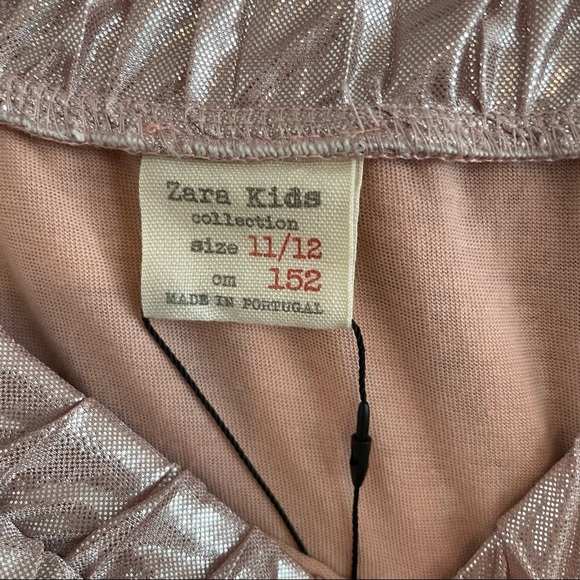 Zara Kids
collection
size 11/12
cm 152
MADE IN PORTUGAL